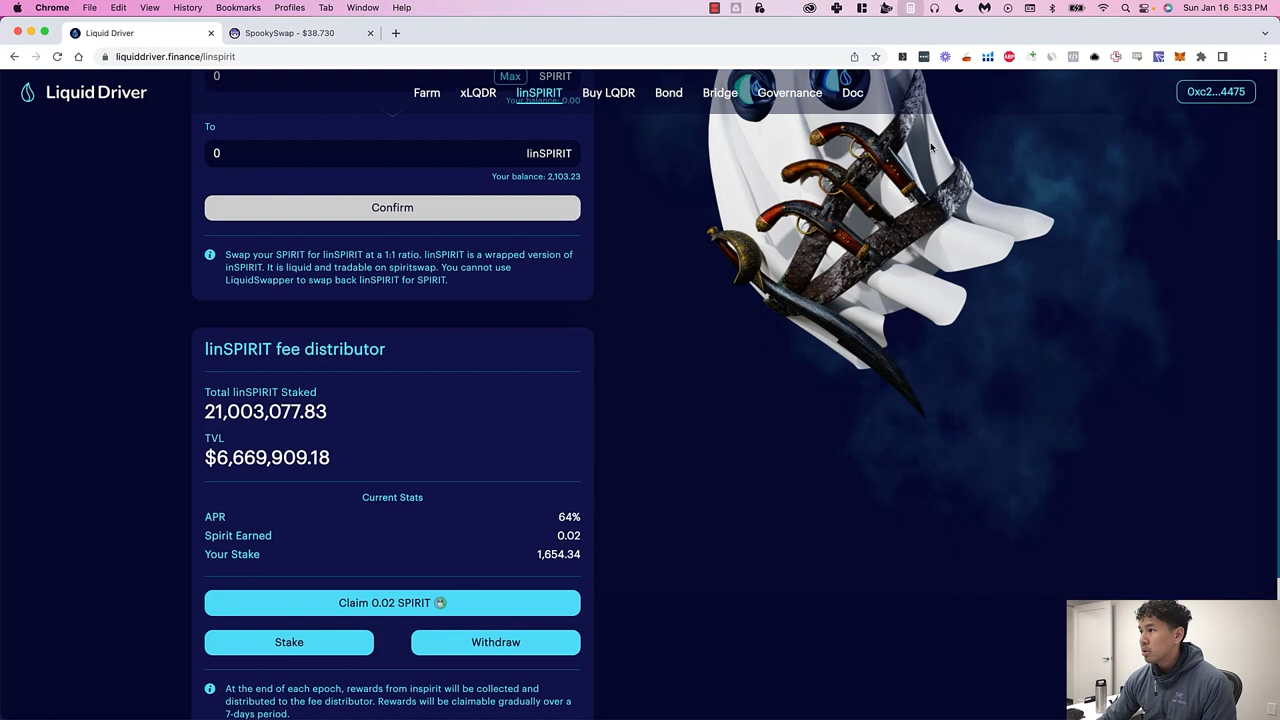 Chrome File Edit View History Bookmarks Profiles Tab Window Help Sun Jan 16 5:33 PM
Liquid Driver
SpookySwap - $38.730
liquiddriver.finance/linspirit
0 Max SPIRIT
Liquid Driver Farm xLQDR linSPIRIT Buy LQDR Bond Bridge Governance Doc 0xc2...4475
Your balance: 0.00
To
0 linSPIRIT
Your balance: 2,103.23
Confirm
Swap your SPIRIT for linSPIRIT at a 1:1 ratio. linSPIRIT is a wrapped version of
inSPIRIT. It is liquid and tradable on spiritswap. You cannot use
LiquidSwapper to swap back linSPIRIT for SPIRIT.
linSPIRIT fee distributor
Total linSPIRIT Staked
21,003,077.83
TVL
$6,669,909.18
Current Stats
APR 64%
Spirit Earned 0.02
Your Stake 1,654.34
Claim 0.02 SPIRIT
Stake Withdraw
At the end of each epoch, rewards from inspirit will be collected and
distributed to the fee distributor. Rewards will be claimable gradually over a
7-days period.